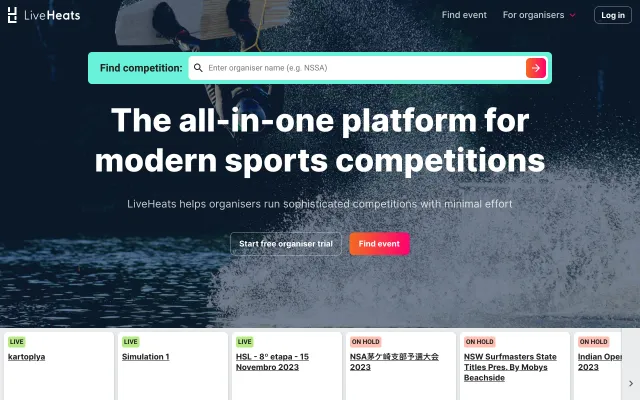 LiveHeats
Find event
For organisers
Log in
Find competition:
Enter organiser name (e.g. NSSA)
The all-in-one platform for
modern sports competitions
LiveHeats helps organisers run sophisticated competitions with minimal effort
Start free organiser trial
Find event
LIVE
kartoplya
LIVE
Simulation 1
LIVE
HSL - 8º etapa - 15
Novembro 2023
ON HOLD
NSA茅ケ崎支部予選大会
2023
ON HOLD
NSW Surfmasters State
Titles Pres. By Mobys
Beachside
ON HOLD
Indian Open
2023